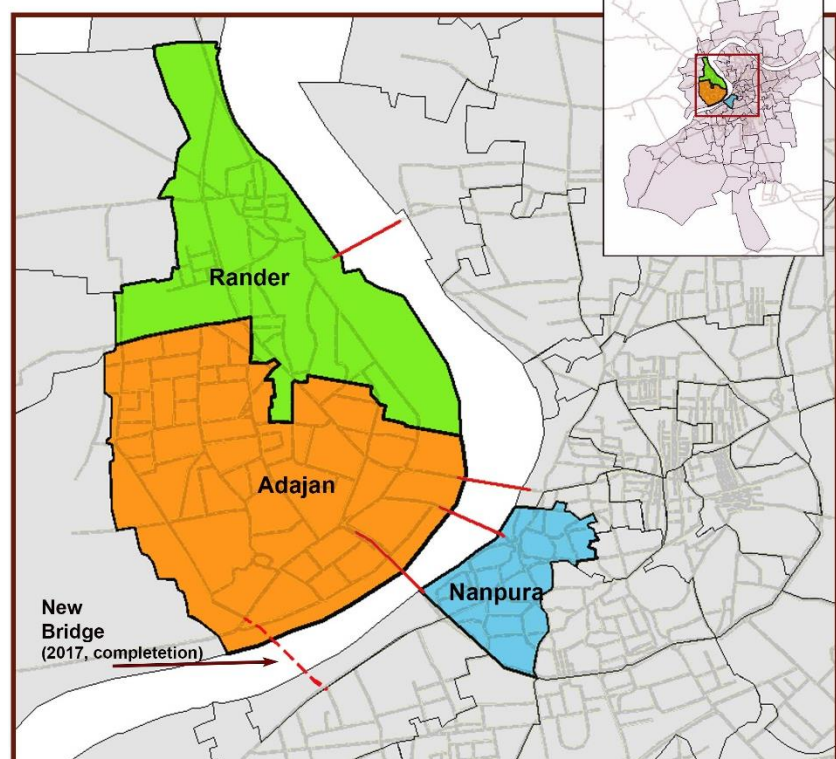 Rander
Adajan
Nanpura
New
Bridge
(2017, completetion)